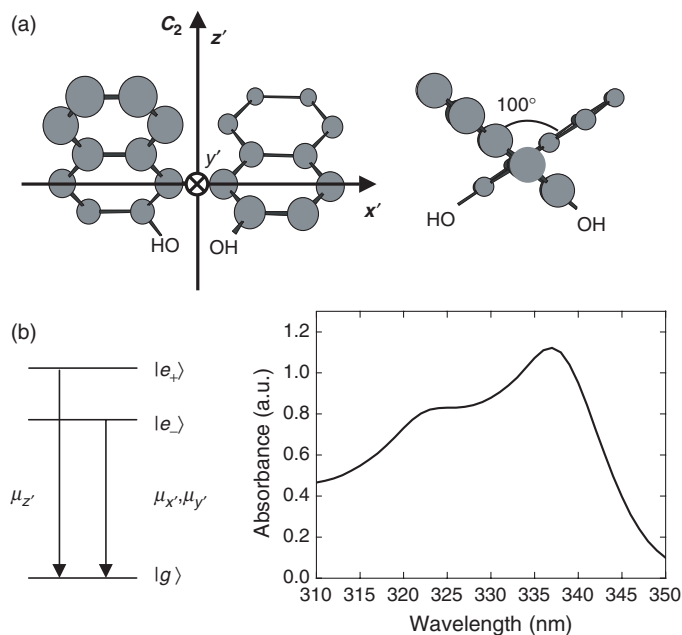 (a)
C₂
z′
y′
x′
HO
OH
100°
HO
OH
(b)
|e₊⟩
|e₋⟩
μz′
μx′,μy′
|g⟩
Absorbance (a.u.)
1.2
1.0
0.8
0.6
0.4
0.2
0.0
310 315 320 325 330 335 340 345 350
Wavelength (nm)